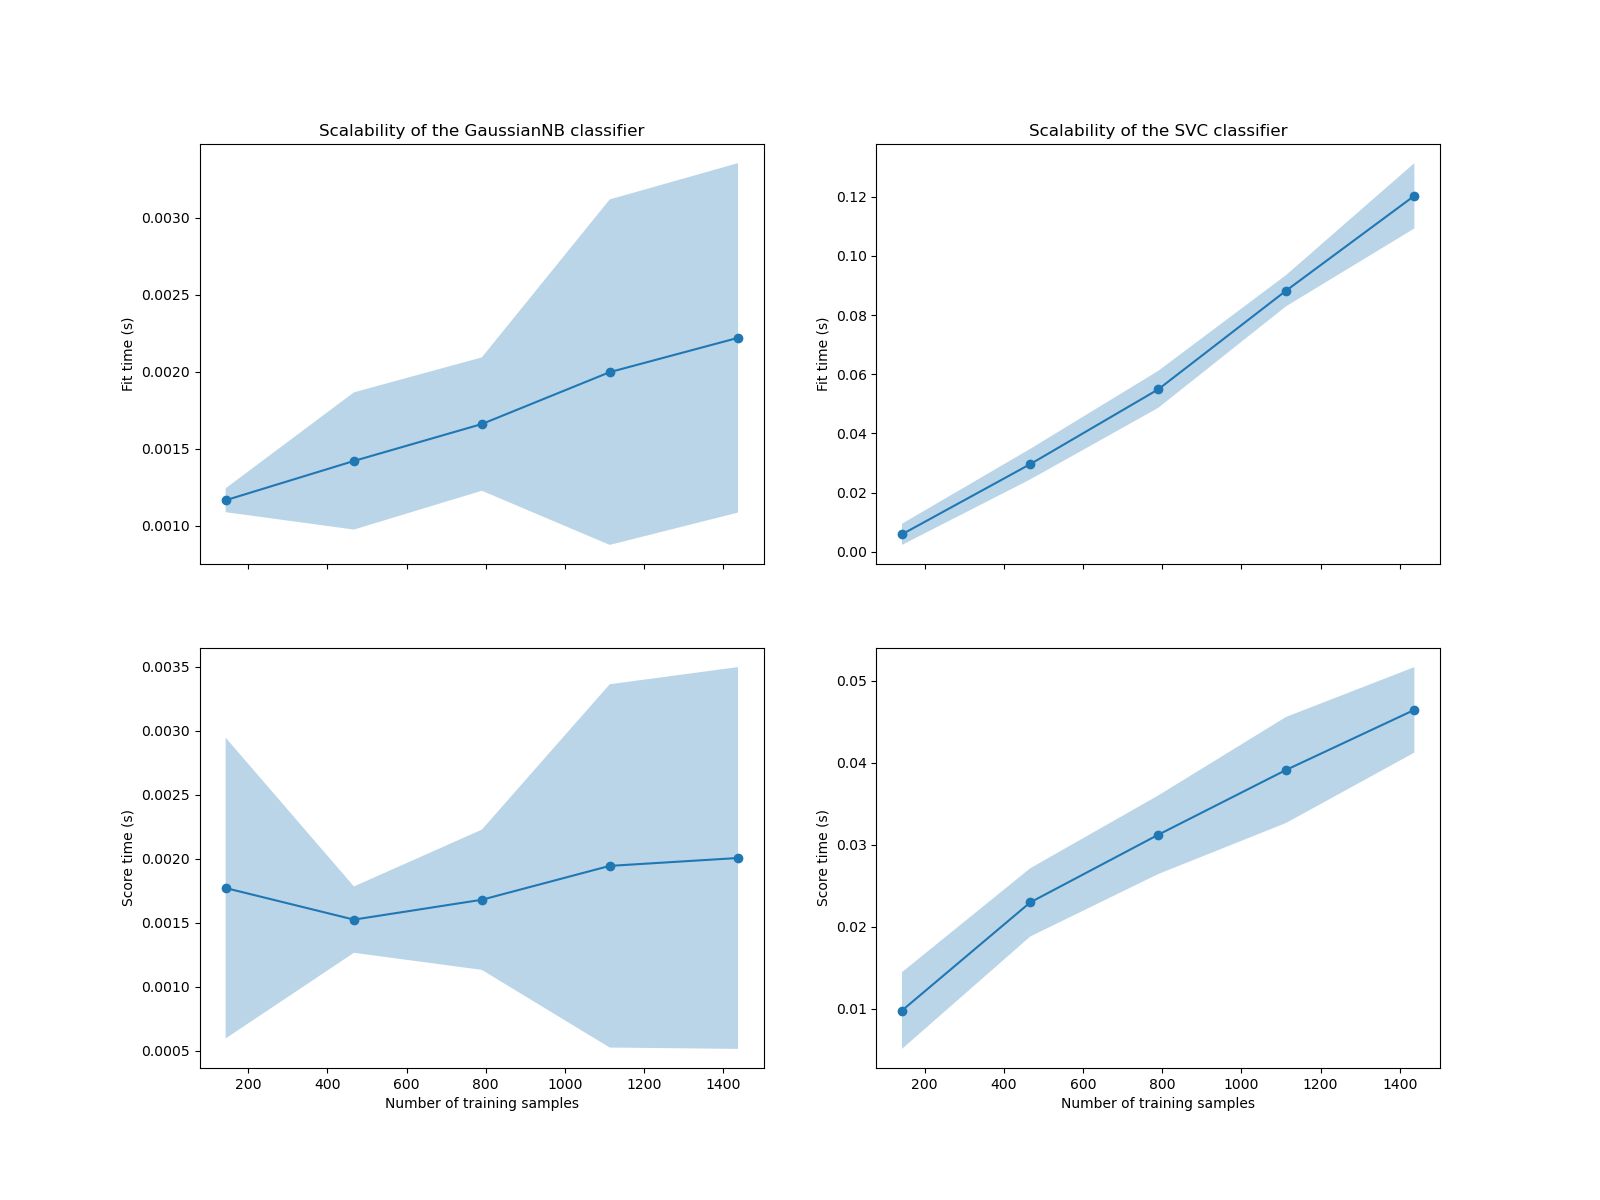 Scalability of the GaussianNB classifier
Fit time (s)
0.0030
0.0025
0.0020
0.0015
0.0010
Scalability of the SVC classifier
Fit time (s)
0.12
0.10
0.08
0.06
0.04
0.02
0.00
Score time (s)
0.0035
0.0030
0.0025
0.0020
0.0015
0.0010
0.0005
200 400 600 800 1000 1200 1400
Number of training samples
Score time (s)
0.05
0.04
0.03
0.02
0.01
200 400 600 800 1000 1200 1400
Number of training samples